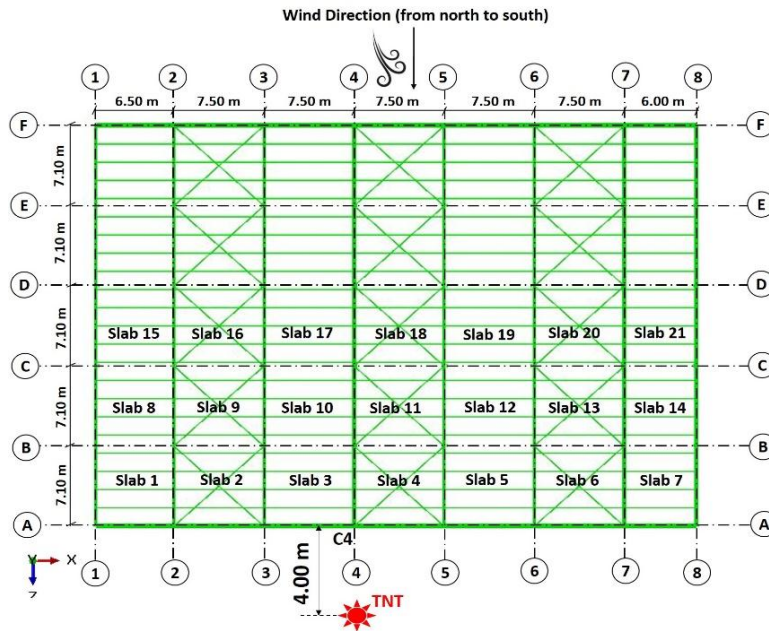 Wind Direction (from north to south)
1 2 3 4 5 6 7 8
6.50 m 7.50 m 7.50 m 7.50 m 7.50 m 7.50 m 6.00 m
F F
7.10 m
E E
7.10 m
D D
7.10 m
Slab 15 Slab 16 Slab 17 Slab 18 Slab 19 Slab 20 Slab 21
C C
7.10 m
Slab 8 Slab 9 Slab 10 Slab 11 Slab 12 Slab 13 Slab 14
B B
7.10 m
Slab 1 Slab 2 Slab 3 Slab 4 Slab 5 Slab 6 Slab 7
A A
C4
4.00 m
Y X
Z
1 2 3 4 5 6 7 8
TNT